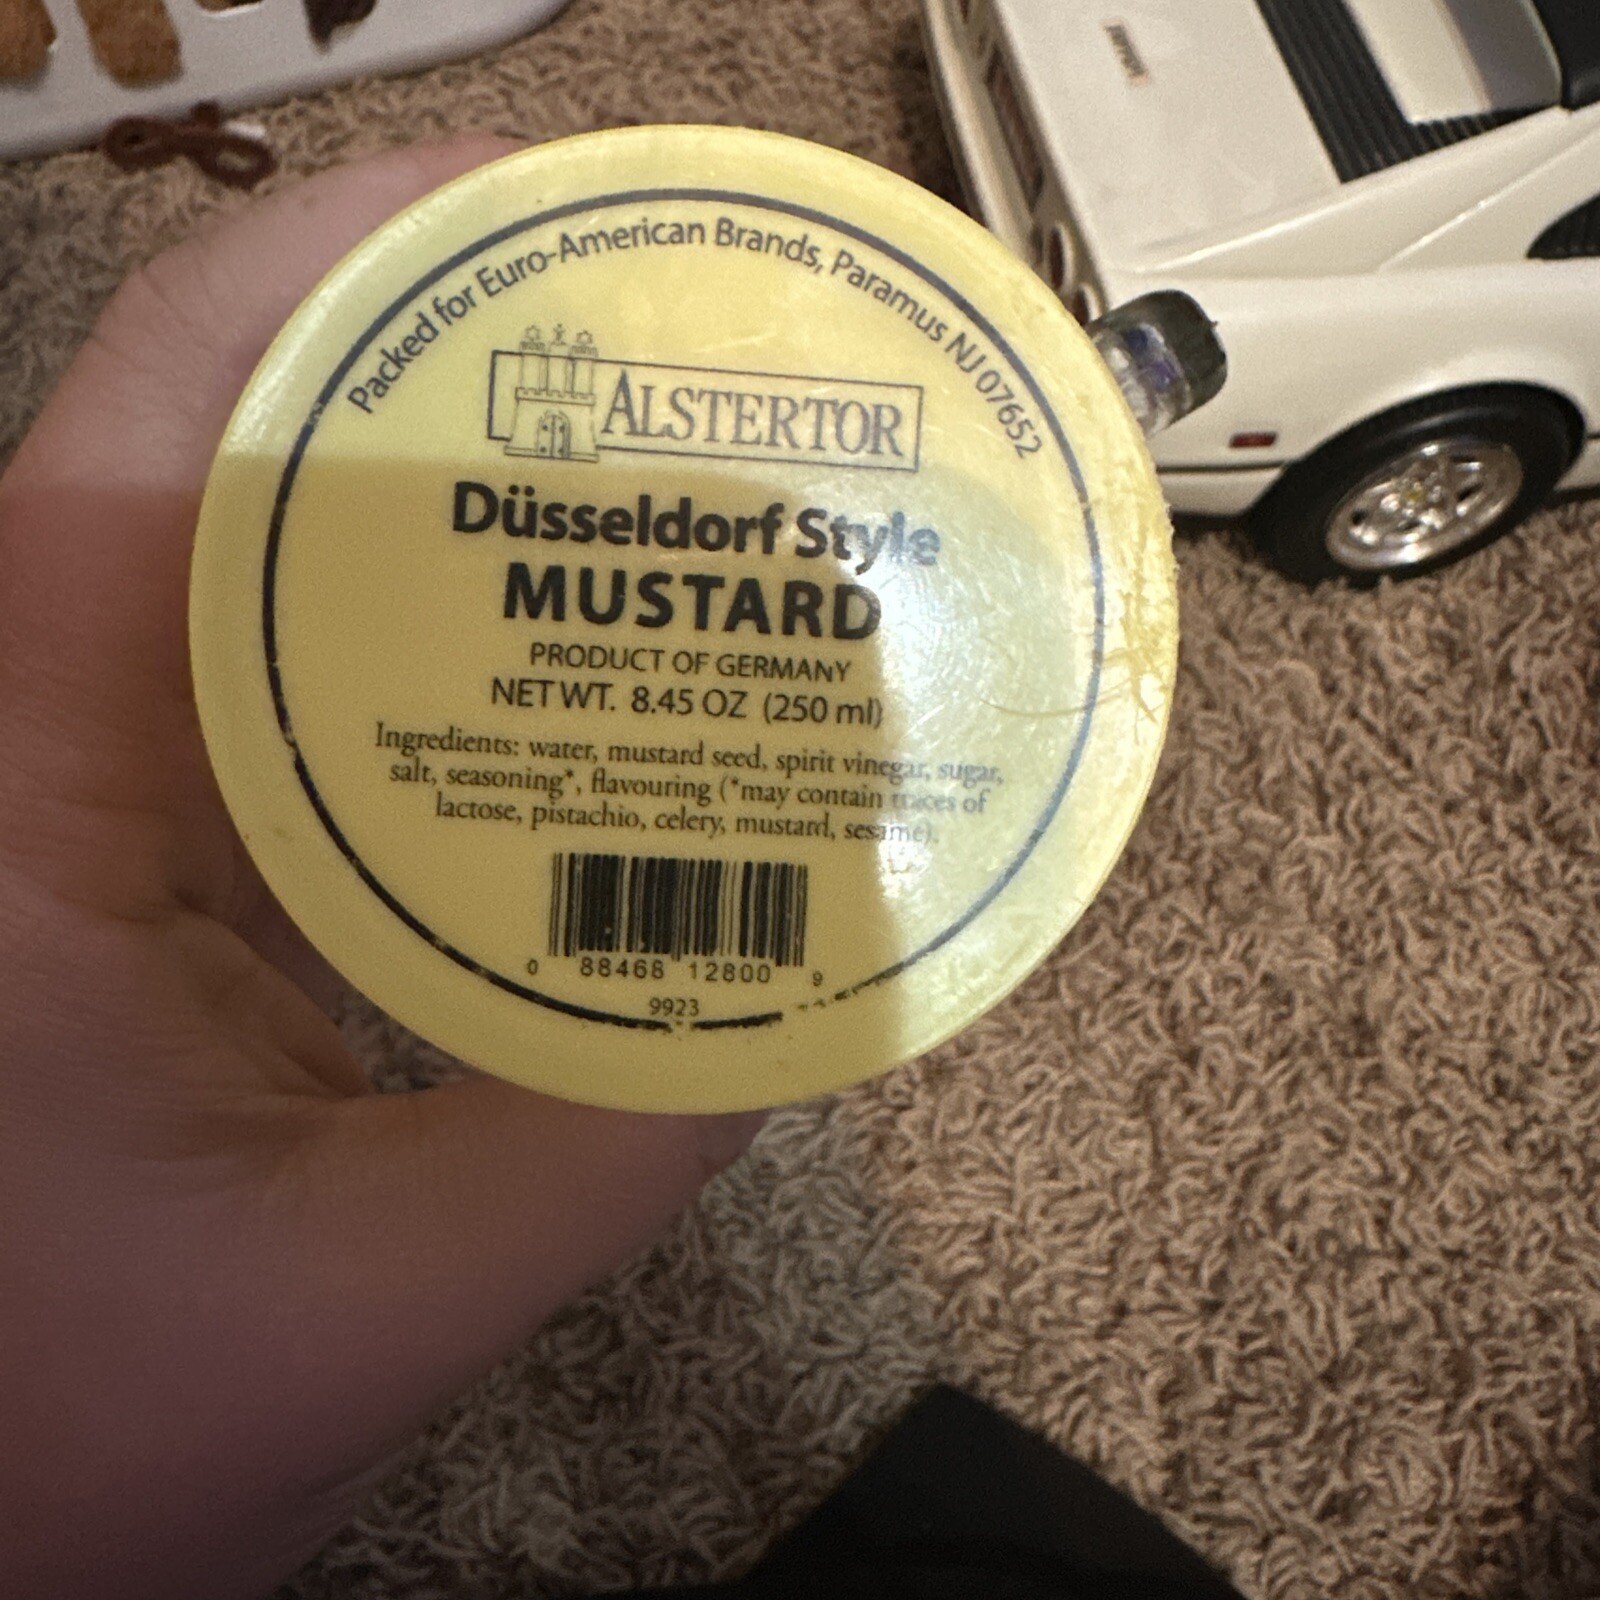 Packed for Euro-American Brands, Paramus NJ 07652
ALSTERTOR
Düsseldorf Style
MUSTARD
PRODUCT OF GERMANY
NET WT. 8.45 OZ (250 ml)
Ingredients: water, mustard seed, spirit vinegar, sugar,
salt, seasoning*, flavouring (*may contain traces of
lactose, pistachio, celery, mustard, sesame).
0 88466 12800 9
9923